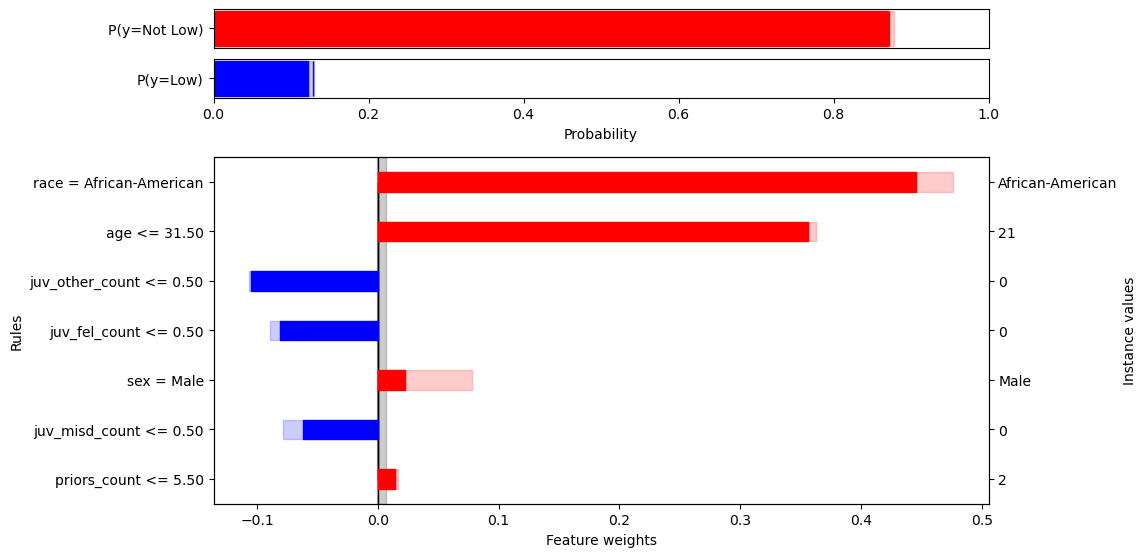 P(y=Not Low)
P(y=Low)
0.0 0.2 0.4 0.6 0.8 1.0
Probability
race = African-American African-American
age <= 31.50 21
juv_other_count <= 0.50 0
juv_fel_count <= 0.50 0
sex = Male Male
juv_misd_count <= 0.50 0
priors_count <= 5.50 2
Rules
Instance values
−0.1 0.0 0.1 0.2 0.3 0.4 0.5
Feature weights